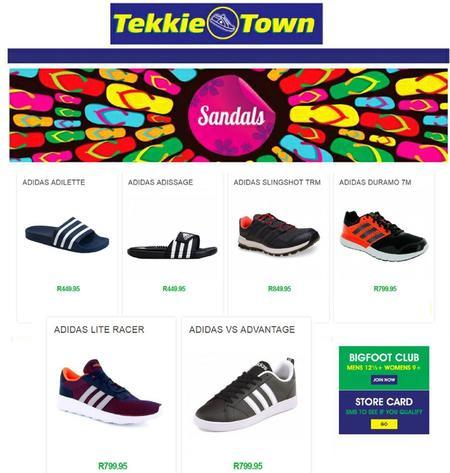 Tekkie Town
Sandals
ADIDAS ADILETTE
ADIDAS ADISSAGE
ADIDAS SLINGSHOT TRM
ADIDAS DURAMO 7M
R449.95
R449.95
R849.95
R799.95
ADIDAS LITE RACER
ADIDAS VS ADVANTAGE
R799.95
R799.95
BIGFOOT CLUB
MENS 12½+ WOMENS 9+
JOIN NOW
STORE CARD
SMS TO SEE IF YOU QUALIFY
GO